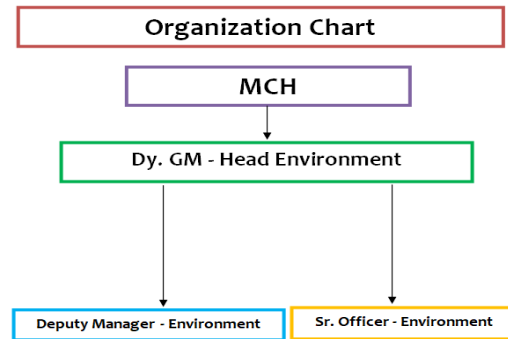 Organization Chart
MCH
Dy. GM - Head Environment
Deputy Manager - Environment
Sr. Officer - Environment